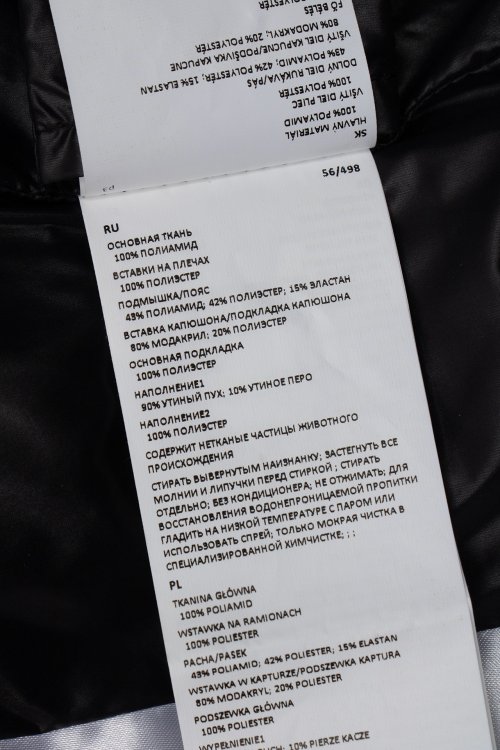 SK
HLAVNÝ MATERIÁL
100% POLYAMID
VŠITÝ DIEL PLIEC
100% POLYESTER
DOLNÝ DIEL RUKÁVA/PÁS
43% POLYAMID; 42% POLYESTER; 15% ELASTAN
VŠITÝ DIEL KAPUCNE/PODŠÍVKA KAPUCNE
80% MODAKRYL; 20% POLYESTER
56/498
RU
ОСНОВНАЯ ТКАНЬ
100% ПОЛИАМИД
ВСТАВКИ НА ПЛЕЧАХ
100% ПОЛИЭСТЕР
ПОДМЫШКА/ПОЯС
43% ПОЛИАМИД; 42% ПОЛИЭСТЕР; 15% ЭЛАСТАН
ВСТАВКА КАПЮШОНА/ПОДКЛАДКА КАПЮШОНА
80% МОДАКРИЛ; 20% ПОЛИЭСТЕР
ОСНОВНАЯ ПОДКЛАДКА
100% ПОЛИЭСТЕР
НАПОЛНЕНИЕ1
90% УТИНЫЙ ПУХ; 10% УТИНОЕ ПЕРО
НАПОЛНЕНИЕ2
100% ПОЛИЭСТЕР
СОДЕРЖИТ НЕТКАНЫЕ ЧАСТИЦЫ ЖИВОТНОГО
ПРОИСХОЖДЕНИЯ
СТИРАТЬ ВЫВЕРНУТЫМ НАИЗНАНКУ; ЗАСТЕГНУТЬ ВСЕ
МОЛНИИ И ЛИПУЧКИ ПЕРЕД СТИРКОЙ ; СТИРАТЬ
ОТДЕЛЬНО; БЕЗ КОНДИЦИОНЕРА; НЕ ОТЖИМАТЬ; ДЛЯ
ВОССТАНОВЛЕНИЯ ВОДОНЕПРОНИЦАЕМОЙ ПРОПИТКИ
ГЛАДИТЬ НА НИЗКОЙ ТЕМПЕРАТУРЕ С ПАРОМ ИЛИ
ИСПОЛЬЗОВАТЬ СПРЕЙ; ТОЛЬКО МОКРАЯ ЧИСТКА В
СПЕЦИАЛИЗИРОВАННОЙ ХИМЧИСТКЕ; ; ;
PL
TKANINA GŁÓWNA
100% POLIAMID
WSTAWKA NA RAMIONACH
100% POLIESTER
PACHA/PASEK
43% POLIAMID; 42% POLIESTER; 15% ELASTAN
WSTAWKA W KAPTURZE/PODSZEWKA KAPTURA
80% MODAKRYL; 20% POLIESTER
PODSZEWKA GŁÓWNA
100% POLIESTER
WYPEŁNIENIE1
10% PIERZE KACZE